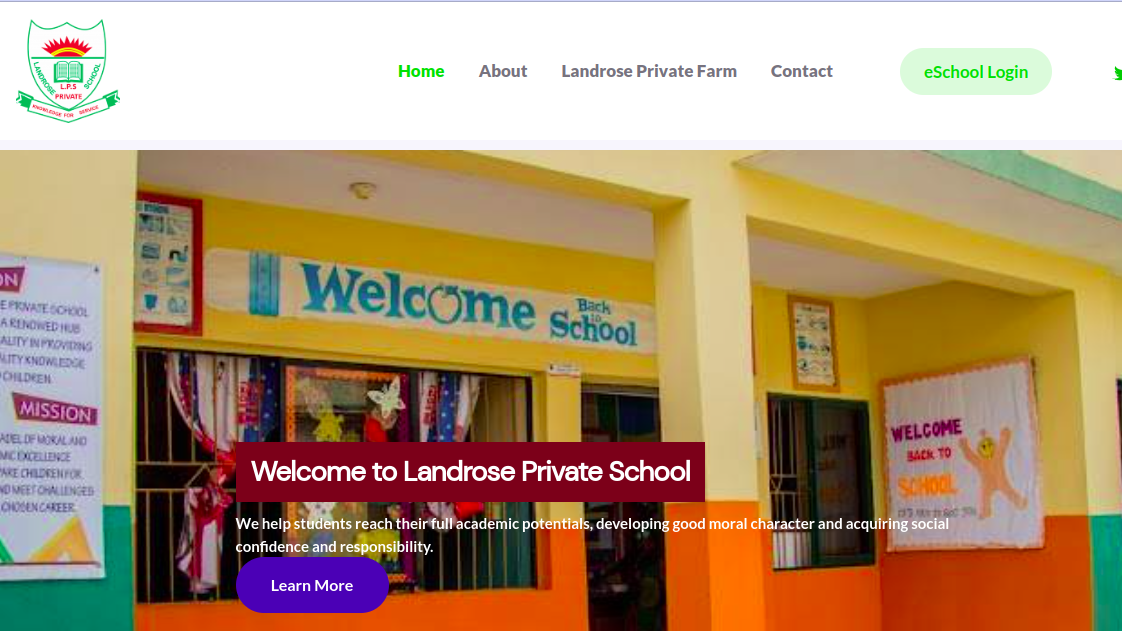 LANDROSE SCHOOL
L.P.S
PRIVATE
KNOWLEDGE FOR SERVICE
Home
About
Landrose Private Farm
Contact
eSchool Login
Welcome
Back
to
School
ON
E PRIVATE SCHOOL
A RENOWED HUB
ALITY IN PROVIDING
LITY KNOWLEDGE
CHILDREN.
MISSION
ADEL OF MORAL AND
MIC EXCELLENCE
PARE CHILDREN FOR
ND MEET CHALLENGES
CHOSEN CAREER.
WELCOME
BACK TO
SCHOOL
Welcome to Landrose Private School
We help students reach their full academic potentials, developing good moral character and acquiring social
confidence and responsibility.
Learn More